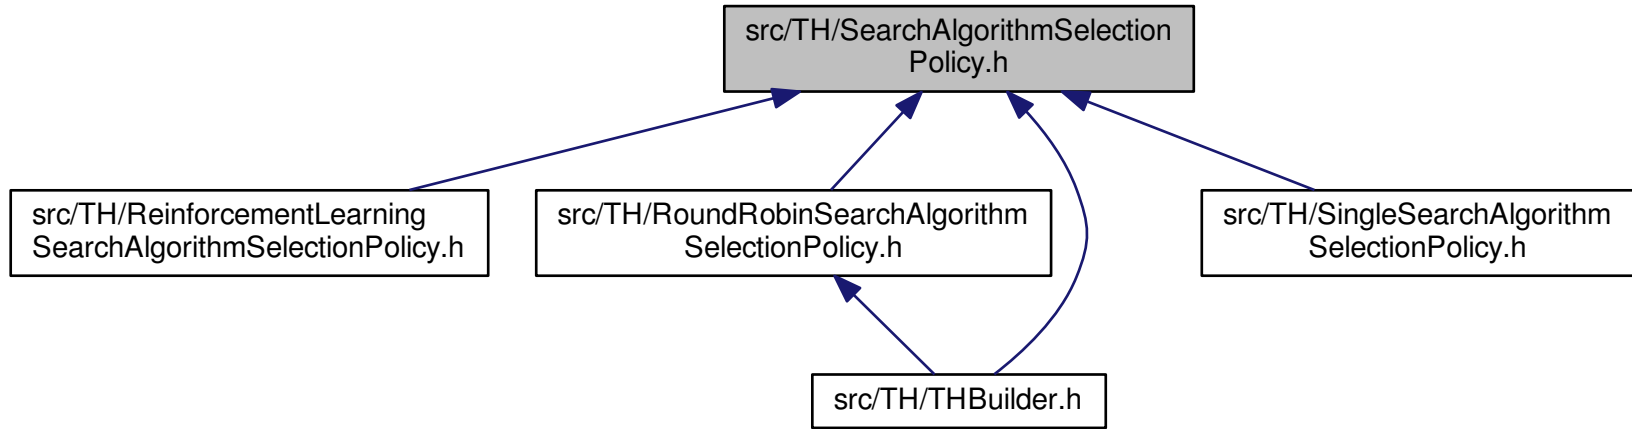 src/TH/SearchAlgorithmSelection
Policy.h
src/TH/ReinforcementLearning
SearchAlgorithmSelectionPolicy.h
src/TH/RoundRobinSearchAlgorithm
SelectionPolicy.h
src/TH/SingleSearchAlgorithm
SelectionPolicy.h
src/TH/THBuilder.h